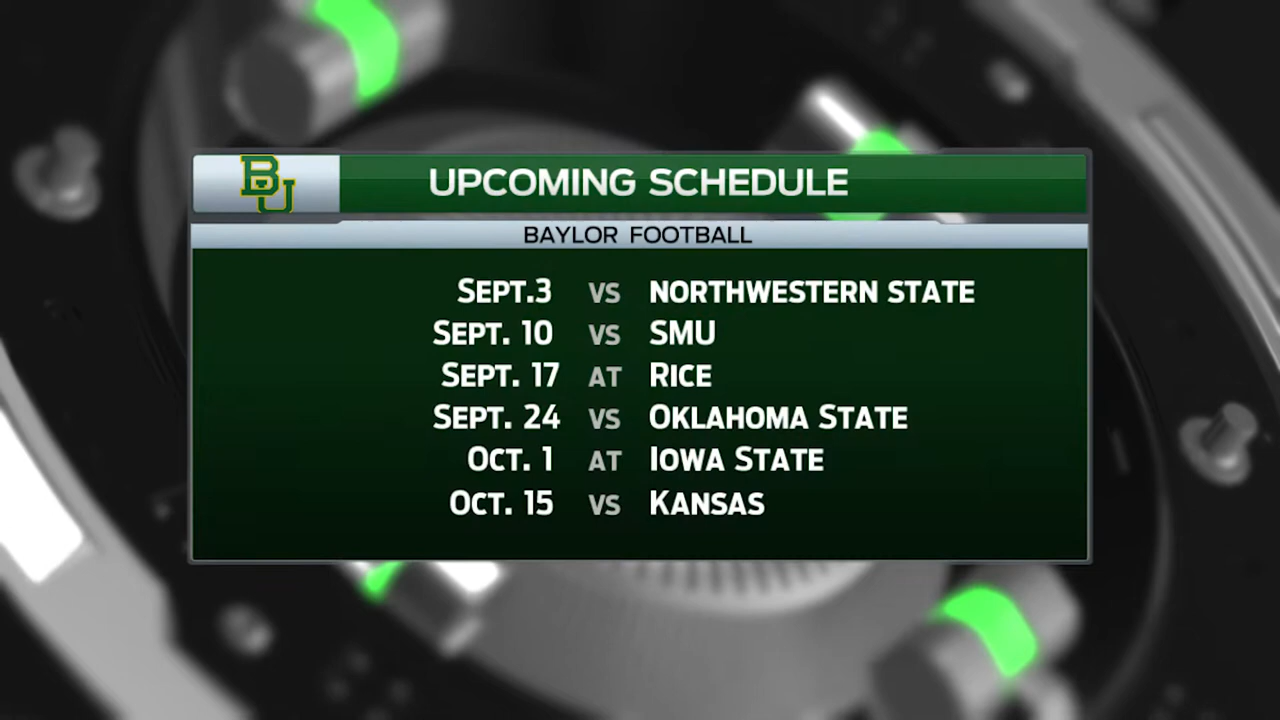 BU
UPCOMING SCHEDULE
BAYLOR FOOTBALL
SEPT.3 VS NORTHWESTERN STATE
SEPT. 10 VS SMU
SEPT. 17 AT RICE
SEPT. 24 VS OKLAHOMA STATE
OCT. 1 AT IOWA STATE
OCT. 15 VS KANSAS